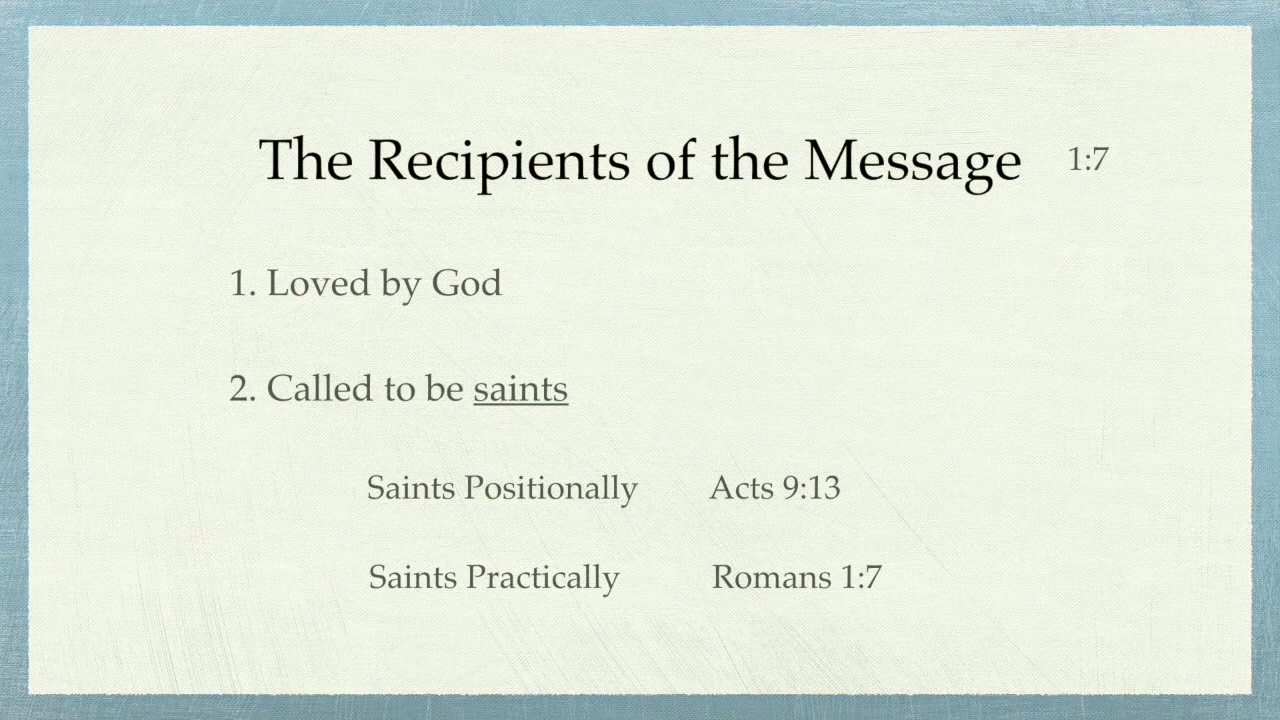 The Recipients of the Message 1:7
1. Loved by God
2. Called to be saints
Saints Positionally Acts 9:13
Saints Practically Romans 1:7